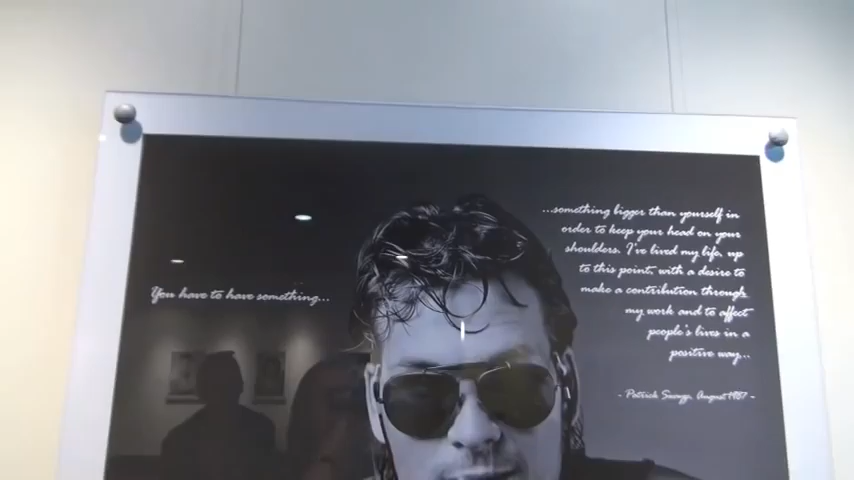 You have to have something...
...something bigger than yourself in
order to keep your head on your
shoulders. I've lived my life, up
to this point, with a desire to
make a contribution through
my work and to affect
people's lives in a
positive way...
- Patrick Swayze, August 1987 -